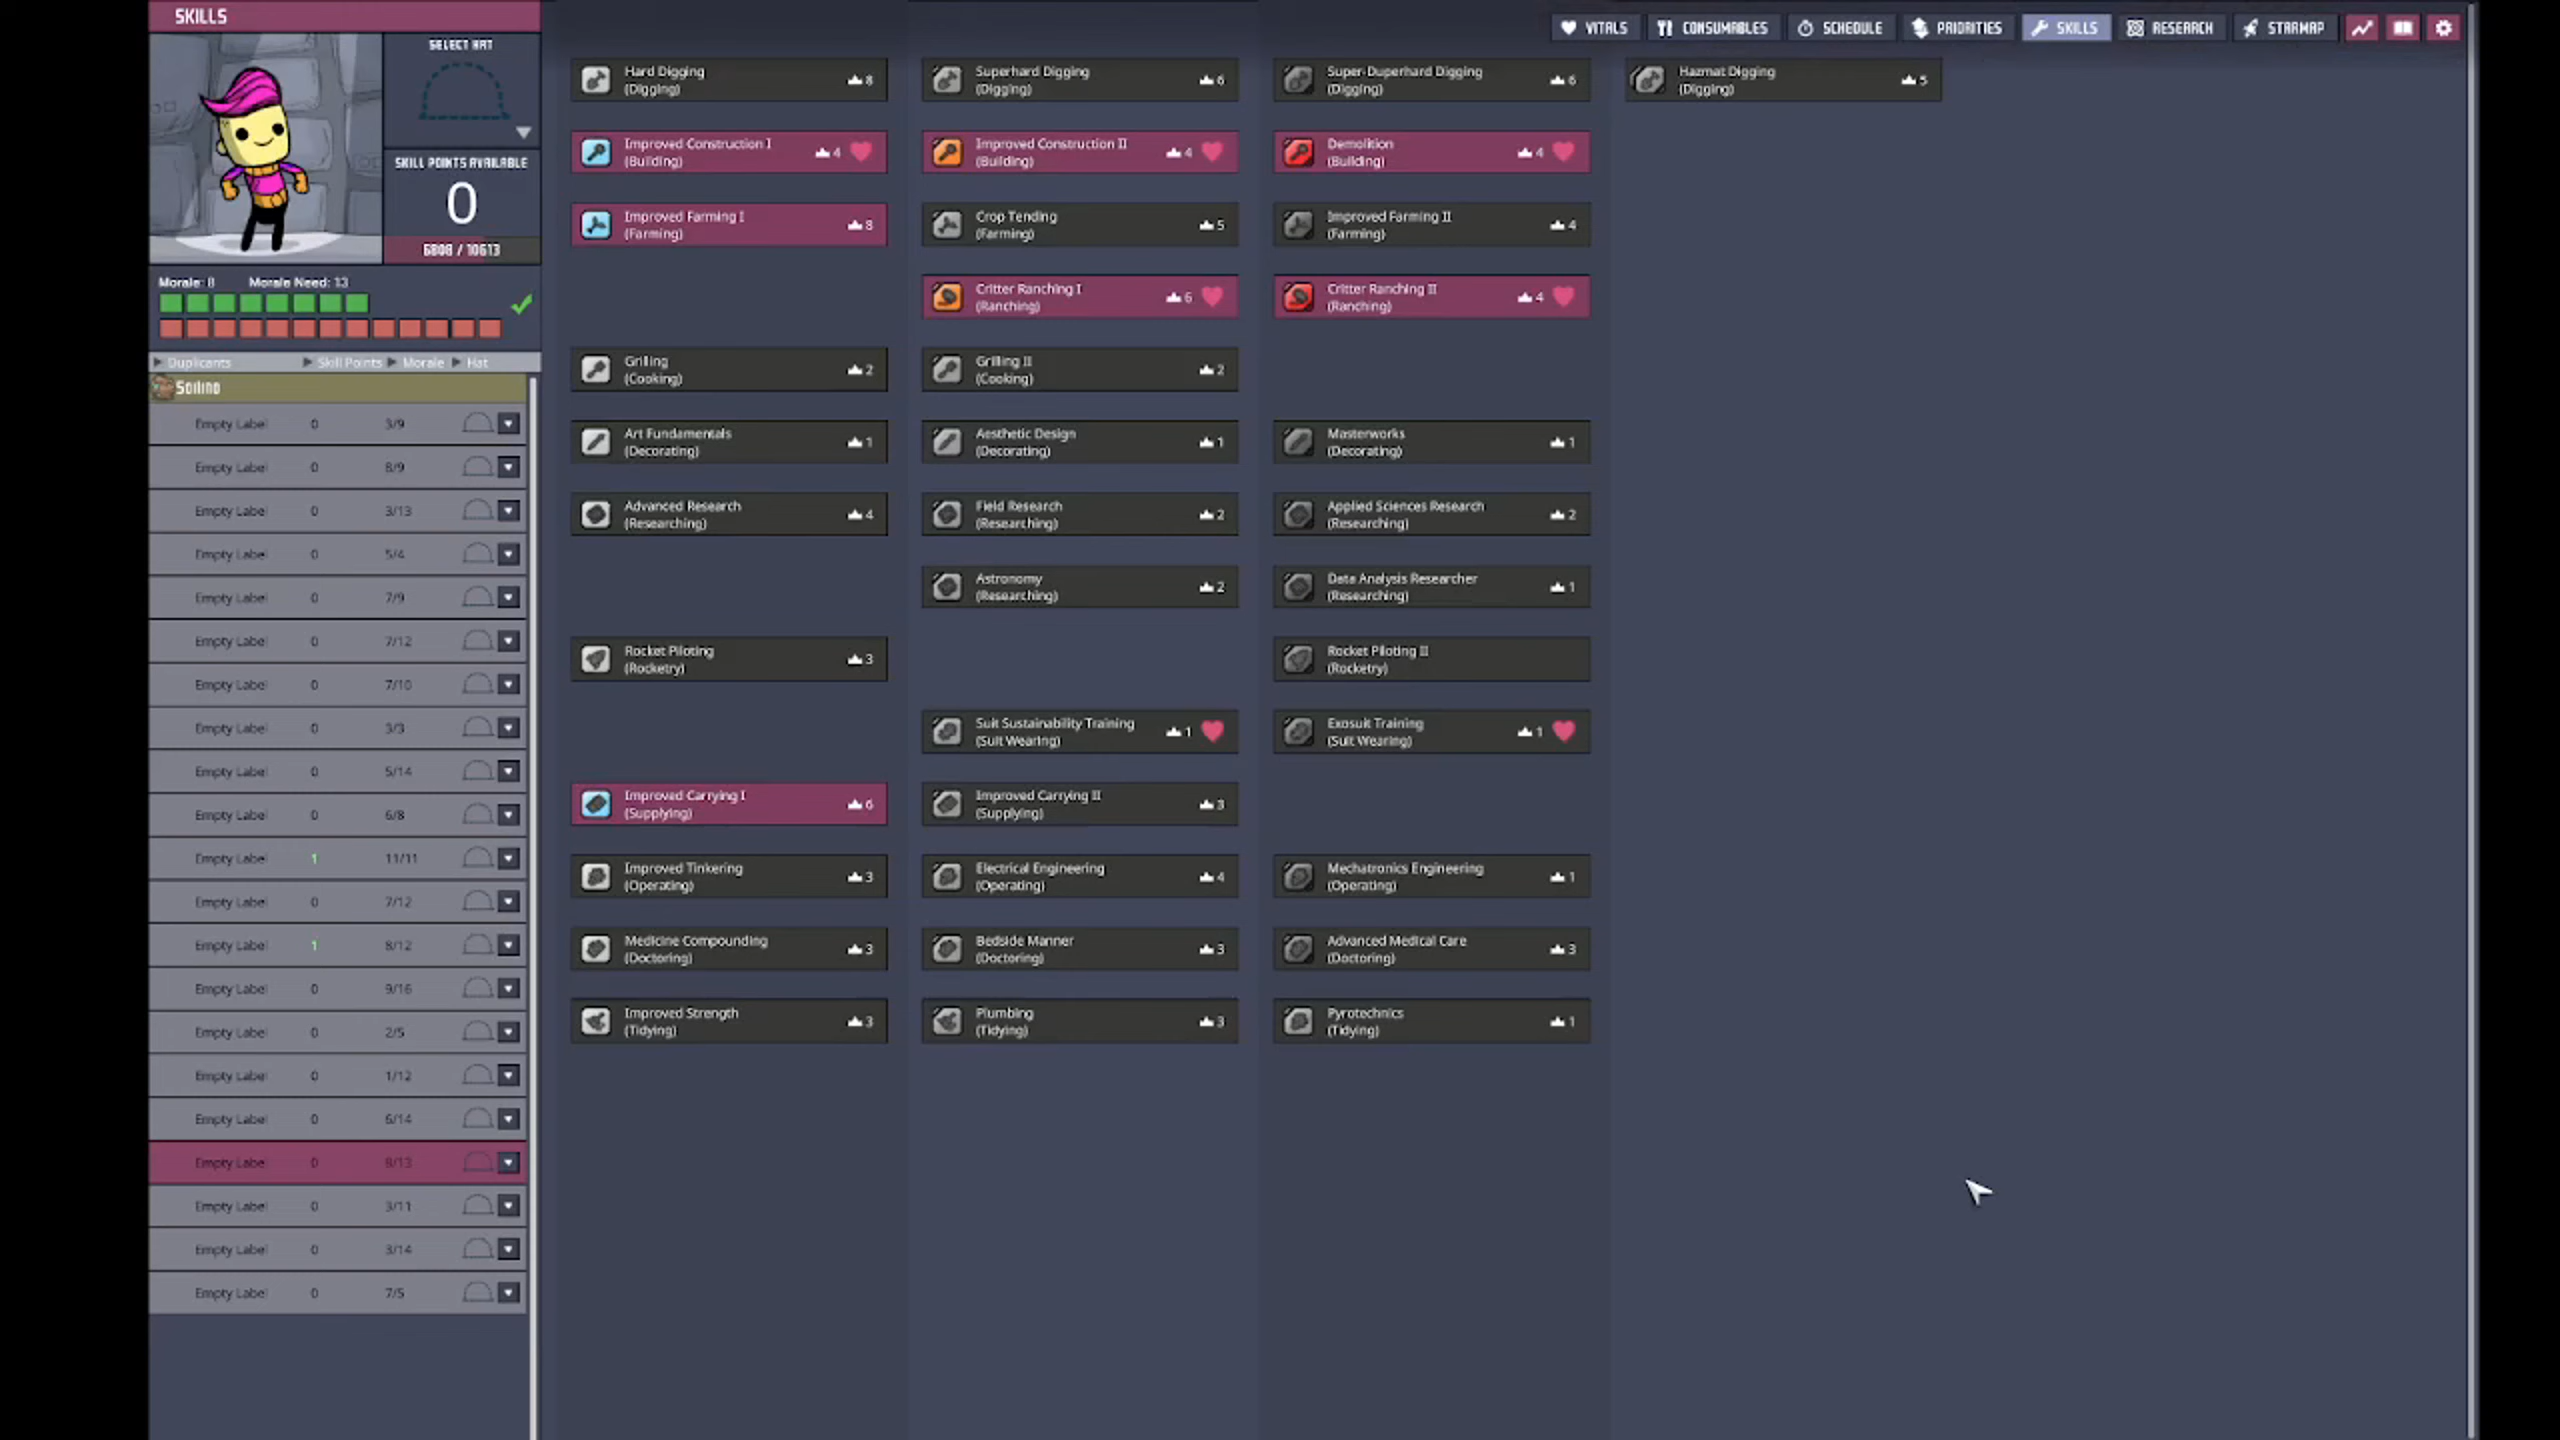 SKILLS
SELECT HAT
SKILL POINTS AVAILABLE
0
6808 / 10613
Morale: 8 Morale Need: 13
Duplicants Skill Points Morale Hat
Empty Label 0 3/9
Empty Label 0 8/9
Empty Label 0 3/13
Empty Label 0 5/4
Empty Label 0 7/9
Empty Label 0 7/12
Empty Label 0 7/10
Empty Label 0 3/3
Empty Label 0 5/14
Empty Label 0 6/8
Empty Label 1 11/11
Empty Label 0 7/12
Empty Label 1 8/12
Empty Label 0 9/16
Empty Label 0 2/5
Empty Label 0 1/12
Empty Label 0 6/14
Empty Label 0 8/13
Empty Label 0 3/11
Empty Label 0 3/14
Empty Label 0 7/5
VITALS CONSUMABLES SCHEDULE PRIORITIES SKILLS RESEARCH STARMAP
Hard Digging 8
(Digging)
Superhard Digging 6
(Digging)
Super-Duperhard Digging 6
(Digging)
Hazmat Digging 5
(Digging)
Improved Construction I 4
(Building)
Improved Construction II 4
(Building)
Demolition 4
(Building)
Improved Farming I 8
(Farming)
Crop Tending 5
(Farming)
Improved Farming II 4
(Farming)
Critter Ranching I 6
(Ranching)
Critter Ranching II 4
(Ranching)
Grilling 2
(Cooking)
Grilling II 2
(Cooking)
Art Fundamentals 1
(Decorating)
Aesthetic Design 1
(Decorating)
Masterworks 1
(Decorating)
Advanced Research 4
(Researching)
Field Research 2
(Researching)
Applied Sciences Research 2
(Researching)
Astronomy 2
(Researching)
Data Analysis Researcher 1
(Researching)
Rocket Piloting 3
(Rocketry)
Rocket Piloting II
(Rocketry)
Suit Sustainability Training 1
(Suit Wearing)
Exosuit Training 1
(Suit Wearing)
Improved Carrying I 6
(Supplying)
Improved Carrying II 3
(Supplying)
Improved Tinkering 3
(Operating)
Electrical Engineering 4
(Operating)
Mechatronics Engineering 1
(Operating)
Medicine Compounding 3
(Doctoring)
Bedside Manner 3
(Doctoring)
Advanced Medical Care 3
(Doctoring)
Improved Strength 3
(Tidying)
Plumbing 3
(Tidying)
Pyrotechnics 1
(Tidying)